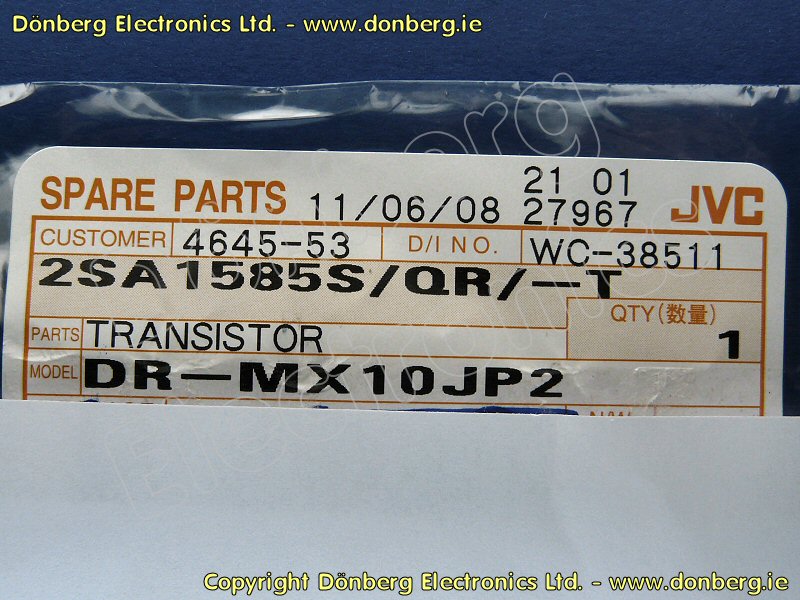 Dönberg Electronics Ltd. - www.donberg.ie
SPARE PARTS 11/06/08 21 01 JVC
27967
CUSTOMER 4645-53 D/I NO. WC-38511
2SA1585S/QR/-T
QTY(数量)
PARTS TRANSISTOR 1
MODEL DR-MX10JP2
Copyright Dönberg Electronics Ltd. - www.donberg.ie